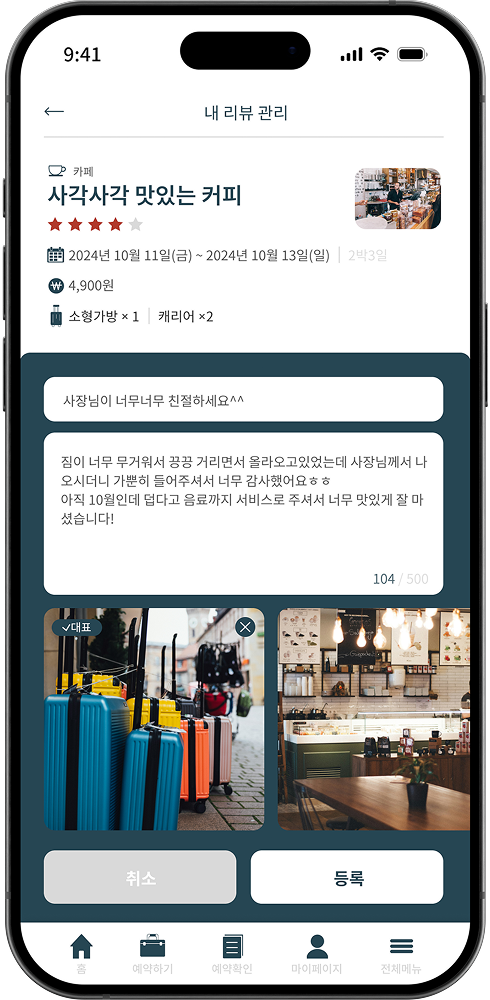 9:41
내 리뷰 관리
카페
사각사각 맛있는 커피
2024년 10월 11일(금) ~ 2024년 10월 13일(일) | 2박3일
4,900원
소형가방 × 1 | 캐리어 ×2
사장님이 너무너무 친절하세요^^
짐이 너무 무거워서 끙끙 거리면서 올라오고있었는데 사장님께서 나
오시더니 가뿐히 들어주셔서 너무 감사했어요ㅎㅎ
아직 10월인데 덥다고 음료까지 서비스로 주셔서 너무 맛있게 잘 마
셨습니다!
104 / 500
대표
취소 등록
홈 예약하기 예약확인 마이페이지 전체메뉴